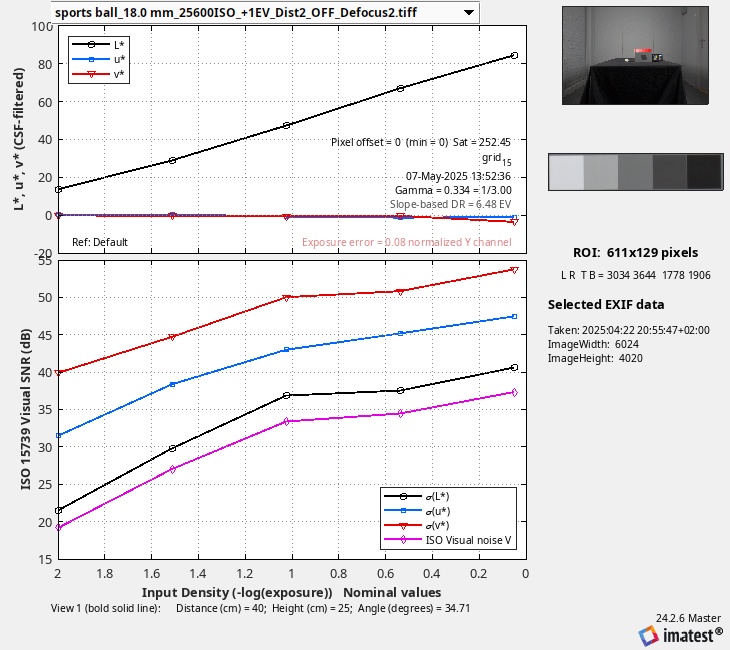 sports ball_18.0 mm_25600ISO_+1EV_Dist2_OFF_Defocus2.tiff
L*, u*, v* (CSF-filtered)
100
80
60
40
20
0
-20
L*
u*
v*
Pixel offset = 0 (min = 0) Sat = 252.45
grid15
07-May-2025 13:52:36
Gamma = 0.334 = 1/3.00
Slope-based DR = 6.48 EV
Ref: Default
Exposure error = 0.08 normalized Y channel
ISO 15739 Visual SNR (dB)
55
50
45
40
35
30
25
20
15
σ(L*)
σ(u*)
σ(v*)
ISO Visual noise V
2 1.8 1.6 1.4 1.2 1 0.8 0.6 0.4 0.2 0
Input Density (-log(exposure)) Nominal values
View 1 (bold solid line): Distance (cm) = 40; Height (cm) = 25; Angle (degrees) = 34.71
ROI: 611x129 pixels
L R T B = 3034 3644 1778 1906
Selected EXIF data
Taken: 2025:04:22 20:55:47+02:00
ImageWidth: 6024
ImageHeight: 4020
24.2.6 Master
imatest®